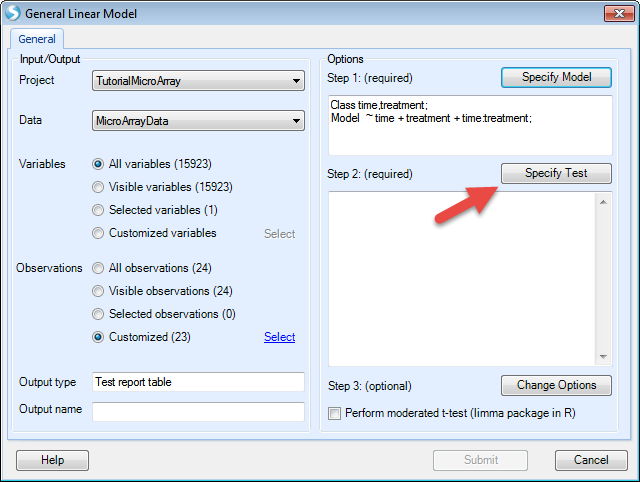 General Linear Model
General
Input/Output
Project
TutorialMicroArray
Data
MicroArrayData
Variables
All variables (15923)
Visible variables (15923)
Selected variables (1)
Customized variables
Select
Observations
All observations (24)
Visible observations (24)
Selected observations (0)
Customized (23)
Select
Output type
Test report table
Output name
Options
Step 1: (required)
Specify Model
Class time,treatment;
Model ~ time + treatment + time:treatment;
Step 2: (required)
Specify Test
Step 3: (optional)
Change Options
Perform moderated t-test (limma package in R)
Help
Submit
Cancel